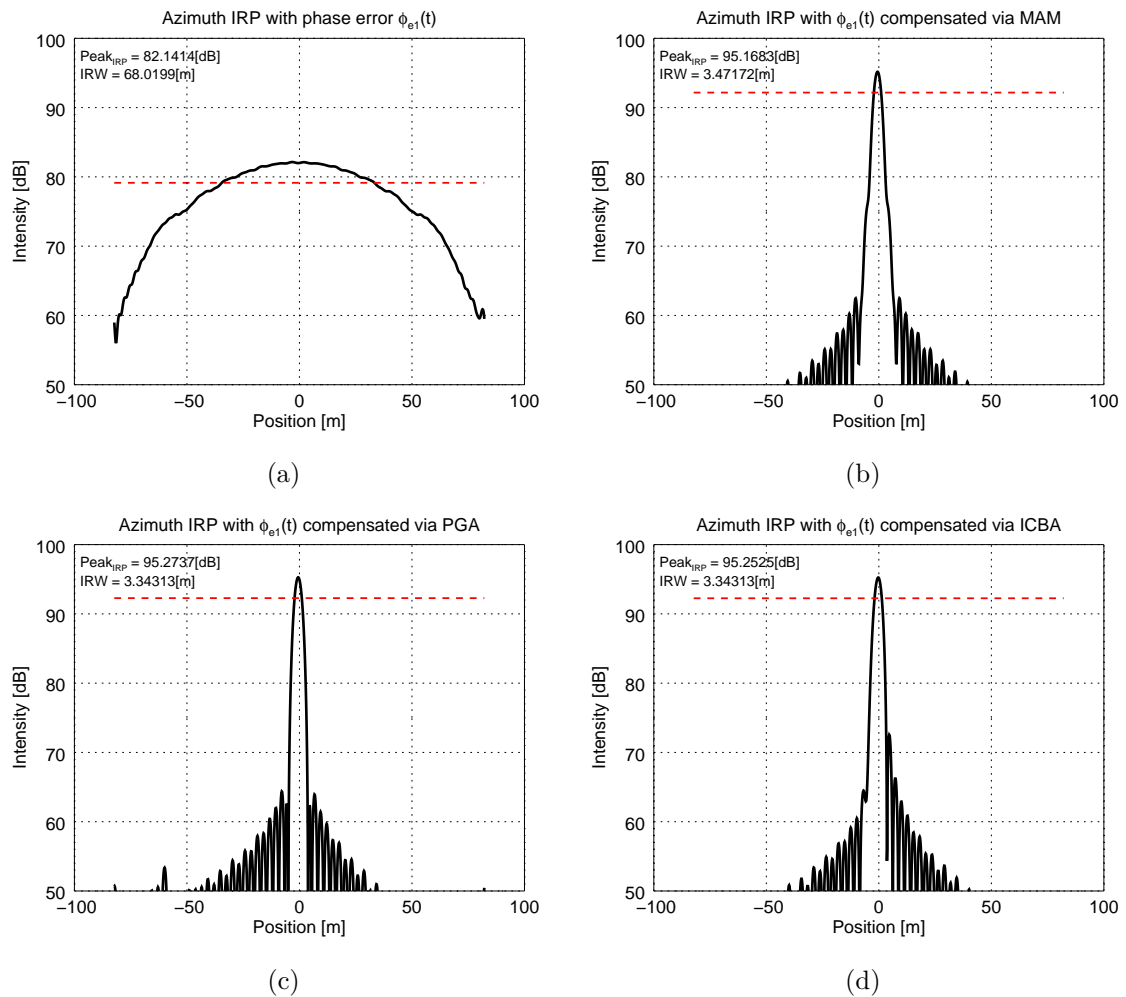 Azimuth IRP with phase error ϕe1(t)
100
90
80
70
60
50
Intensity [dB]
PeakIRP = 82.1414[dB]
IRW = 68.0199[m]
−100 −50 0 50 100
Position [m]
(a)
Azimuth IRP with ϕe1(t) compensated via MAM
100
90
80
70
60
50
Intensity [dB]
PeakIRP = 95.1683[dB]
IRW = 3.47172[m]
−100 −50 0 50 100
Position [m]
(b)
Azimuth IRP with ϕe1(t) compensated via PGA
100
90
80
70
60
50
Intensity [dB]
PeakIRP = 95.2737[dB]
IRW = 3.34313[m]
−100 −50 0 50 100
Position [m]
(c)
Azimuth IRP with ϕe1(t) compensated via ICBA
100
90
80
70
60
50
Intensity [dB]
PeakIRP = 95.2525[dB]
IRW = 3.34313[m]
−100 −50 0 50 100
Position [m]
(d)